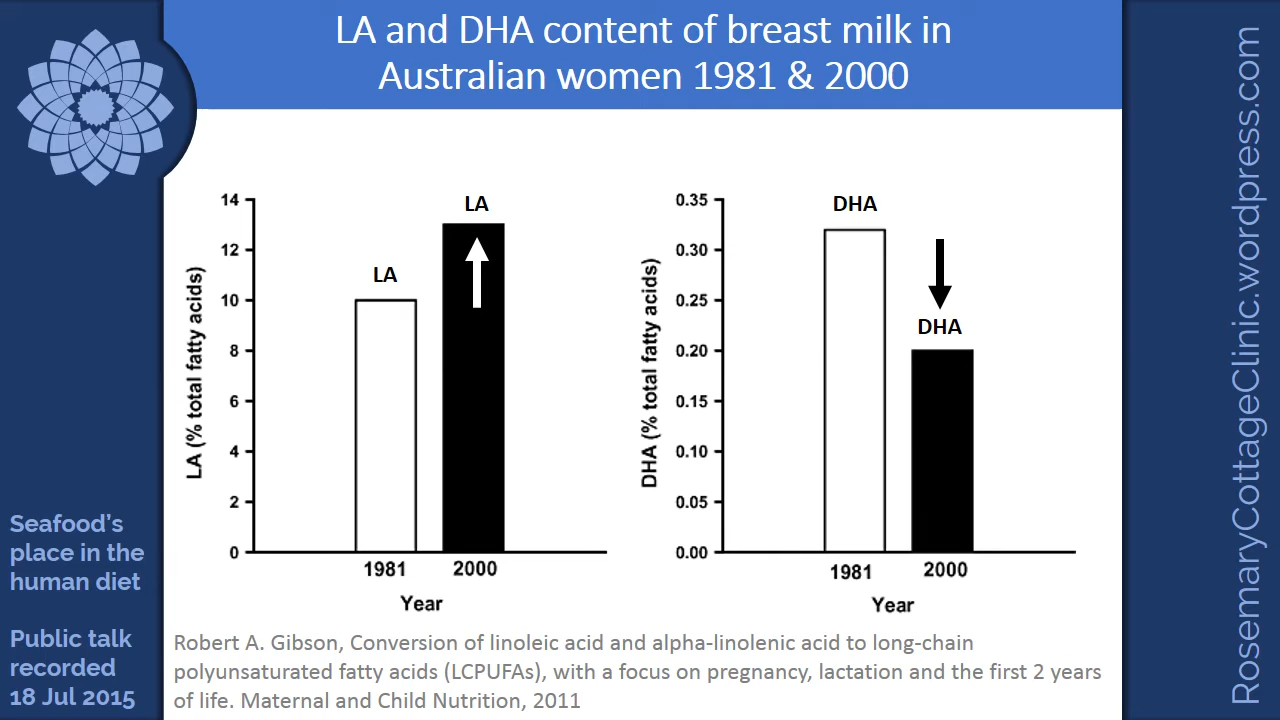 LA and DHA content of breast milk in
Australian women 1981 & 2000
LA (% total fatty acids)
14
12
10
8
6
4
2
0
LA
LA
1981
2000
Year
DHA (% total fatty acids)
0.35
0.30
0.25
0.20
0.15
0.10
0.05
0.00
DHA
DHA
1981
2000
Year
Robert A. Gibson, Conversion of linoleic acid and alpha-linolenic acid to long-chain
polyunsaturated fatty acids (LCPUFAs), with a focus on pregnancy, lactation and the first 2 years
of life. Maternal and Child Nutrition, 2011
Seafood's
place in the
human diet
Public talk
recorded
18 Jul 2015
RosemaryCottageClinic.wordpress.com